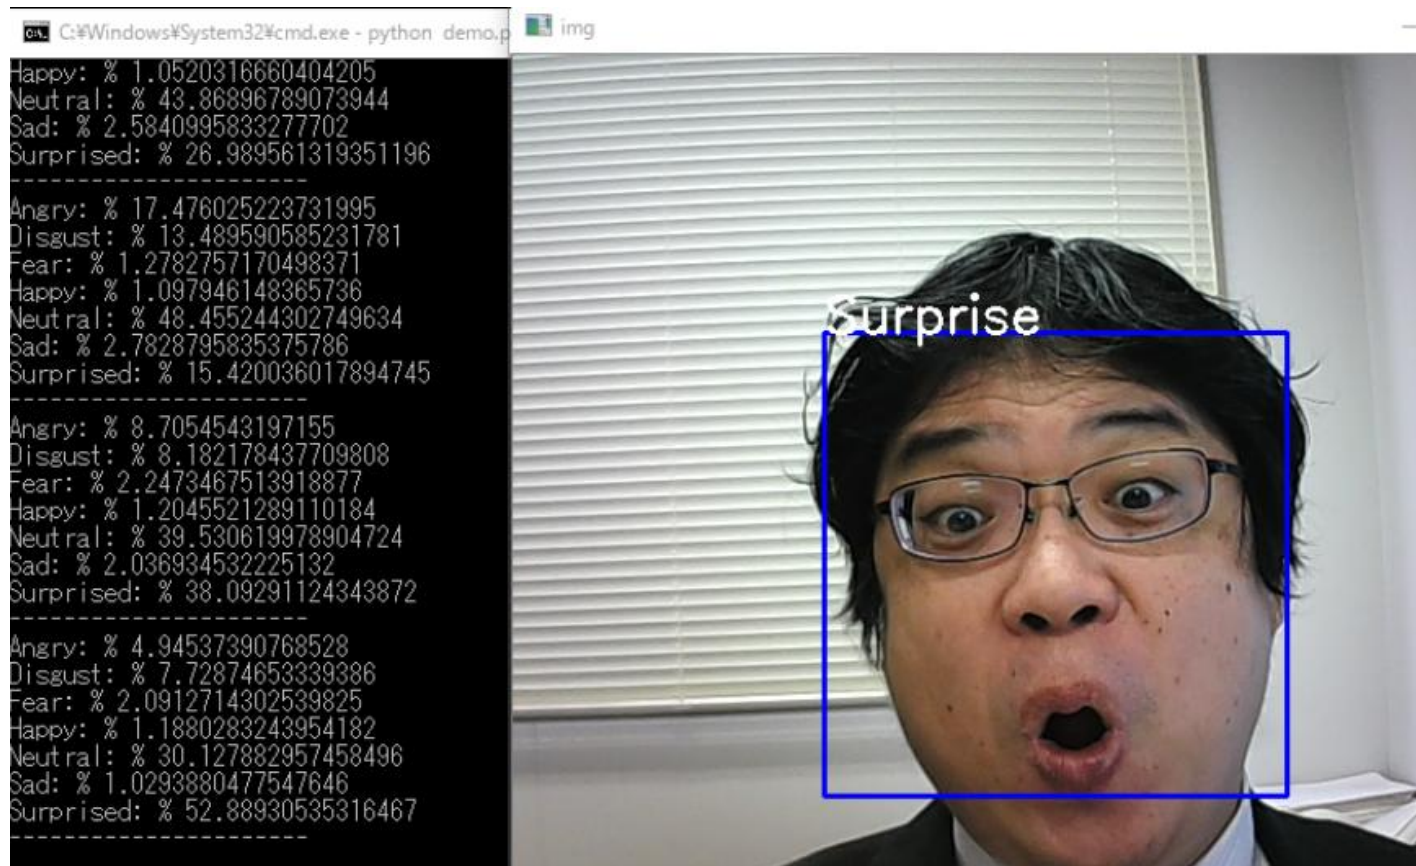 C:¥Windows¥System32¥cmd.exe - python demo.p
Happy: % 1.0520316660404205
Neutral: % 43.86896789073944
Sad: % 2.5840995833277702
Surprised: % 26.989561319351196
----------------------
Angry: % 17.476025223731995
Disgust: % 13.489590585231781
Fear: % 1.2782757170498371
Happy: % 1.097946148365736
Neutral: % 48.455244302749634
Sad: % 2.7828795835375786
Surprised: % 15.420036017894745
----------------------
Angry: % 8.7054543197155
Disgust: % 8.182178437709808
Fear: % 2.2473467513918877
Happy: % 1.2045521289110184
Neutral: % 39.530619978904724
Sad: % 2.036934532225132
Surprised: % 38.09291124343872
----------------------
Angry: % 4.94537390768528
Disgust: % 7.72874653339386
Fear: % 2.0912714302539825
Happy: % 1.1880283243954182
Neutral: % 30.127882957458496
Sad: % 1.0293880477547646
Surprised: % 52.88930535316467
----------------------
img
Surprise